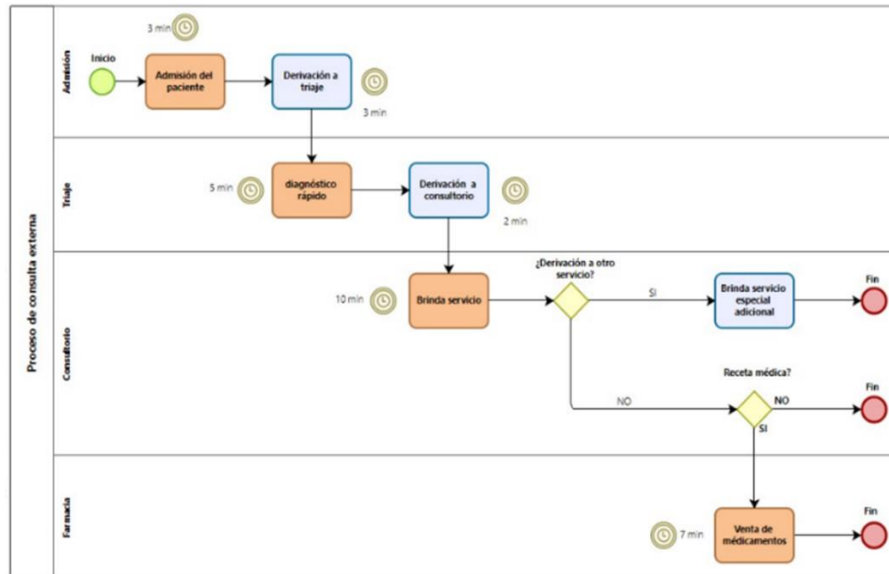 Proceso de consulta externa
Admisión
3 min
Inicio
Admisión del
paciente
Derivación a
triaje
3 min
Triaje
5 min
diagnóstico
rápido
Derivación a
consultorio
2 min
Consultorio
10 min
Brinda servicio
¿Derivación a otro
servicio?
SI
Brinda servicio
especial
adicional
Fin
NO
Receta médica?
NO
SI
Fin
Farmacia
7 min
Venta de
médicamentos
Fin